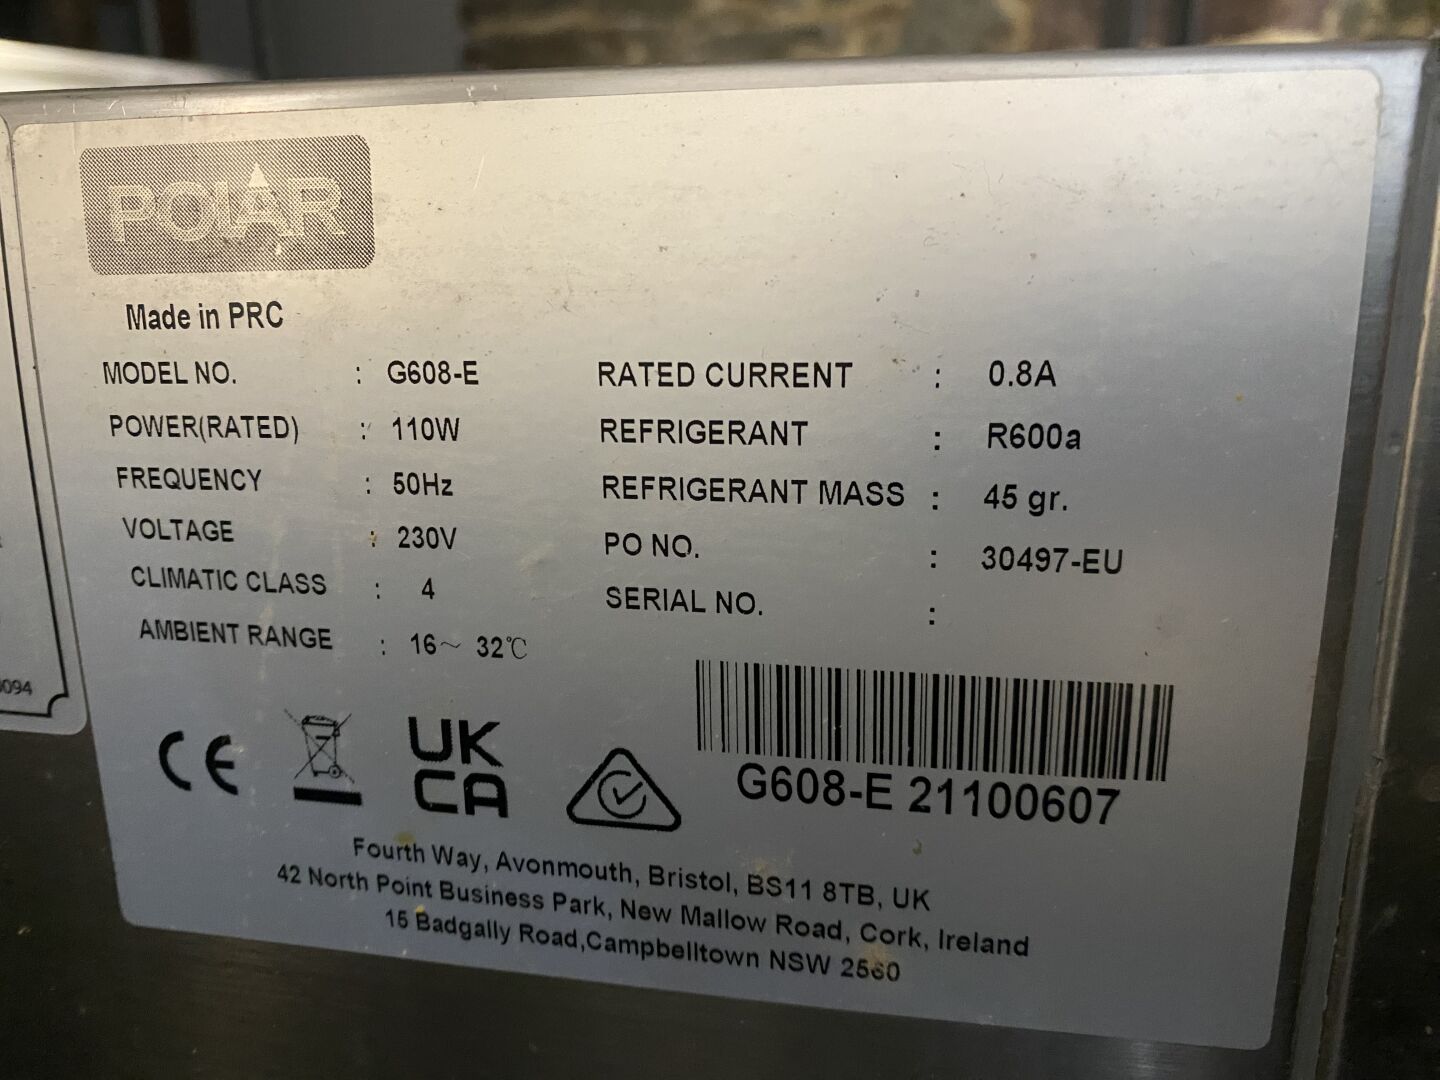 POLAR
Made in PRC
MODEL NO. : G608-E
POWER(RATED) : 110W
FREQUENCY : 50Hz
VOLTAGE : 230V
CLIMATIC CLASS : 4
AMBIENT RANGE : 16～ 32℃
RATED CURRENT : 0.8A
REFRIGERANT : R600a
REFRIGERANT MASS : 45 gr.
PO NO. : 30497-EU
SERIAL NO. :
G608-E 21100607
CE
UK
CA
Fourth Way, Avonmouth, Bristol, BS11 8TB, UK
42 North Point Business Park, New Mallow Road, Cork, Ireland
15 Badgally Road,Campbelltown NSW 2560